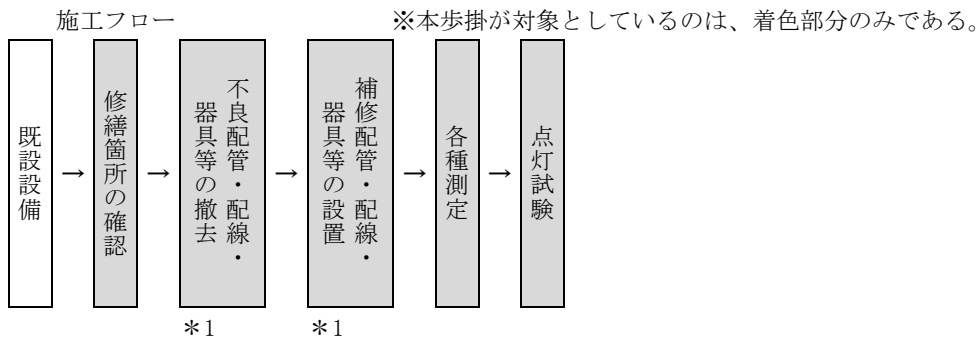 施工フロー
※本歩掛が対象としているのは、着色部分のみである。
既設設備
→
修繕箇所の確認
→
不良配管・配線・
器具等の撤去
→
補修配管・配線・
器具等の設置
→
各種測定
→
点灯試験
＊1
＊1